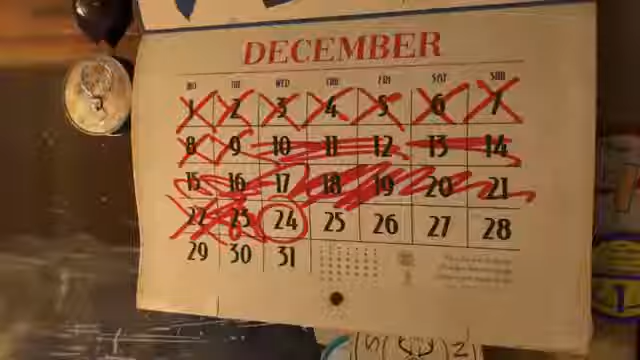 DECEMBER
MO TUE WED THU FRI SAT SUN
1 2 3 4 5 6 7
8 9 10 11 12 13 14
15 16 17 18 19 20 21
22 23 24 25 26 27 28
29 30 31